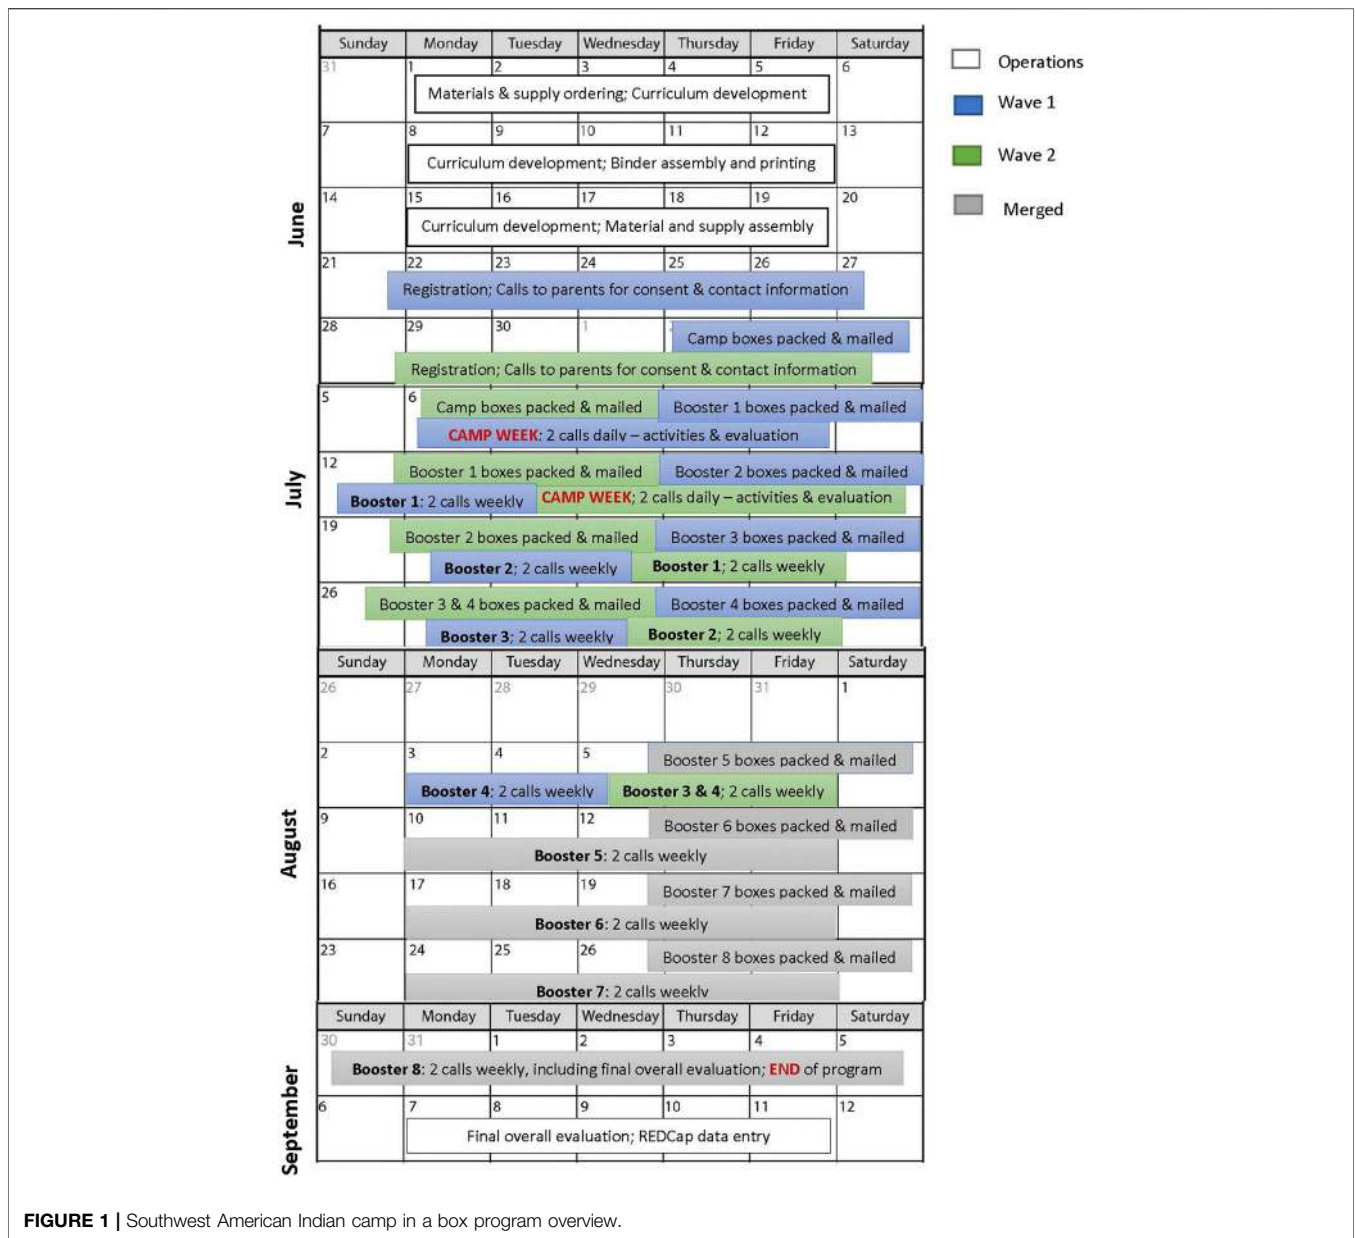 Sunday Monday Tuesday Wednesday Thursday Friday Saturday
31 1 2 3 4 5 6
Materials & supply ordering; Curriculum development
7 8 9 10 11 12 13
Curriculum development; Binder assembly and printing
14 15 16 17 18 19 20
Curriculum development; Material and supply assembly
21 22 23 24 25 26 27
Registration; Calls to parents for consent & contact information
28 29 30 1
Camp boxes packed & mailed
Registration; Calls to parents for consent & contact information
June
Operations
Wave 1
Wave 2
Merged
5 6
Camp boxes packed & mailed Booster 1 boxes packed & mailed
CAMP WEEK: 2 calls daily – activities & evaluation
12
Booster 1 boxes packed & mailed Booster 2 boxes packed & mailed
Booster 1: 2 calls weekly CAMP WEEK; 2 calls daily – activities & evaluation
19
Booster 2 boxes packed & mailed Booster 3 boxes packed & mailed
Booster 2; 2 calls weekly Booster 1; 2 calls weekly
26
Booster 3 & 4 boxes packed & mailed Booster 4 boxes packed & mailed
Booster 3; 2 calls weekly Booster 2; 2 calls weekly
July
Sunday Monday Tuesday Wednesday Thursday Friday Saturday
26 27 28 29 30 31 1
2 3 4 5
Booster 5 boxes packed & mailed
Booster 4; 2 calls weekly Booster 3 & 4; 2 calls weekly
9 10 11 12
Booster 6 boxes packed & mailed
Booster 5: 2 calls weekly
16 17 18 19
Booster 7 boxes packed & mailed
Booster 6: 2 calls weekly
23 24 25 26
Booster 8 boxes packed & mailed
Booster 7: 2 calls weekly
August
Sunday Monday Tuesday Wednesday Thursday Friday Saturday
30 31 1 2 3 4 5
Booster 8: 2 calls weekly, including final overall evaluation; END of program
6 7 8 9 10 11 12
Final overall evaluation; REDCap data entry
September
FIGURE 1 | Southwest American Indian camp in a box program overview.